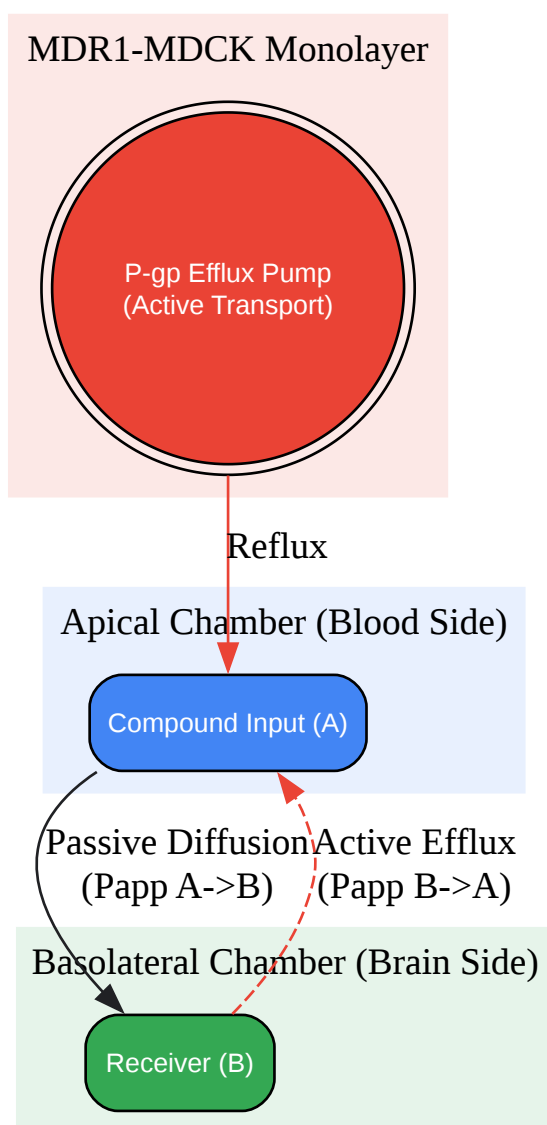 MDR1-MDCK Monolayer
P-gp Efflux Pump
(Active Transport)
Reflux
Apical Chamber (Blood Side)
Compound Input (A)
Passive Diffusion
(Papp A->B)
Active Efflux
(Papp B->A)
Basolateral Chamber (Brain Side)
Receiver (B)